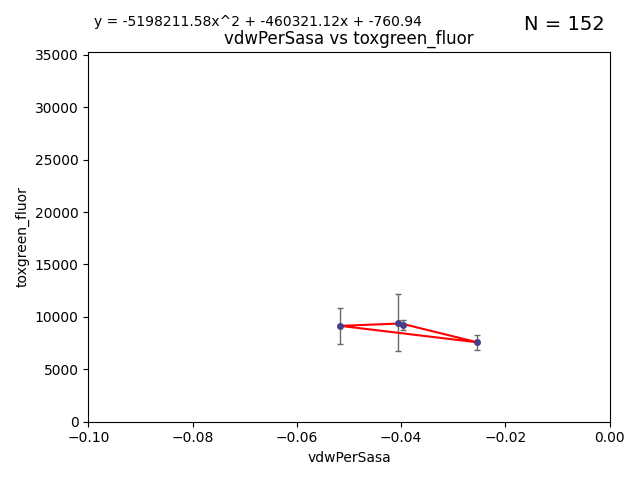 y = -5198211.58x^2 + -460321.12x + -760.94
N = 152
vdwPerSasa vs toxgreen_fluor
35000
30000
25000
20000
15000
10000
5000
0
toxgreen_fluor
−0.10
−0.08
−0.06
−0.04
−0.02
0.00
vdwPerSasa